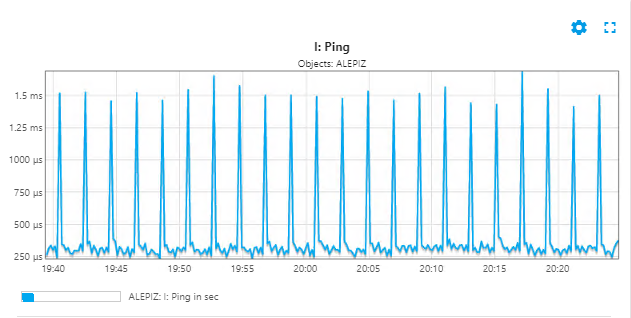 I: Ping
Objects: ALEPIZ
1.5 ms
1.25 ms
1000 µs
750 µs
500 µs
250 µs
19:40 19:45 19:50 19:55 20:00 20:05 20:10 20:15 20:20
ALEPIZ: I: Ping in sec